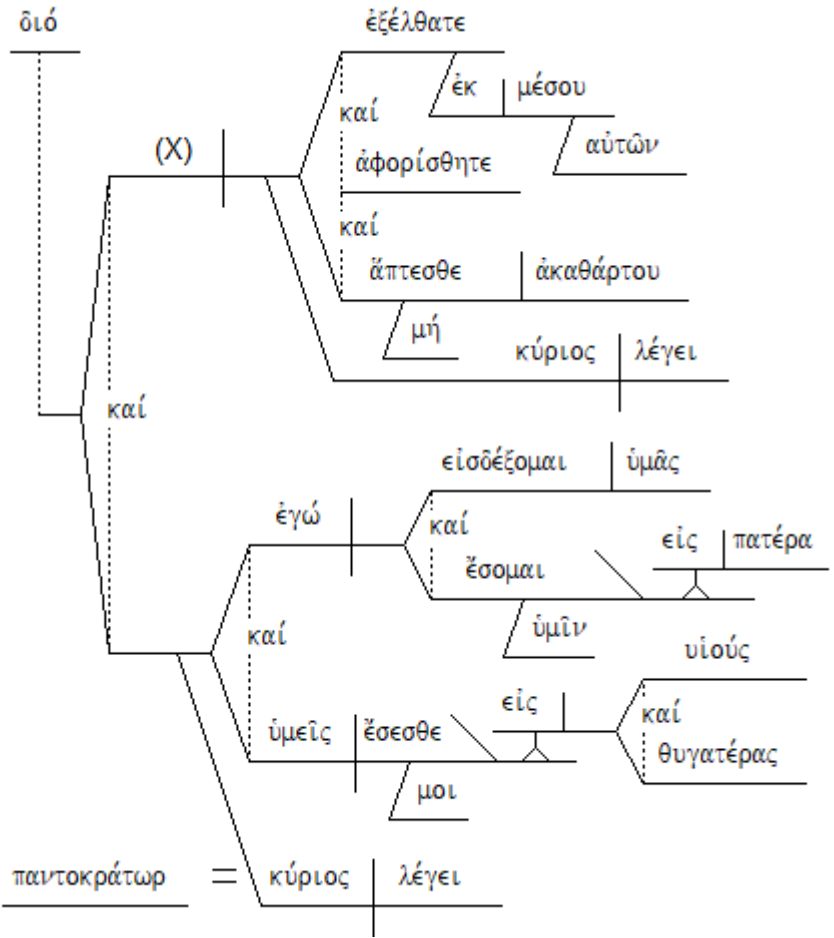 διό
ἐξέλθατε
ἐκ μέσου
καί
αὐτῶν
(X)
ἀφορίσθητε
καί
ἅπτεσθε ἀκαθάρτου
μή
κύριος λέγει
καί
εἰσδέξομαι ὑμᾶς
ἐγώ
καί
εἰς πατέρα
ἔσομαι
ὑμῖν
καί
υἱούς
ὑμεῖς ἔσεσθε εἰς
καί
θυγατέρας
μοι
παντοκράτωρ = κύριος λέγει